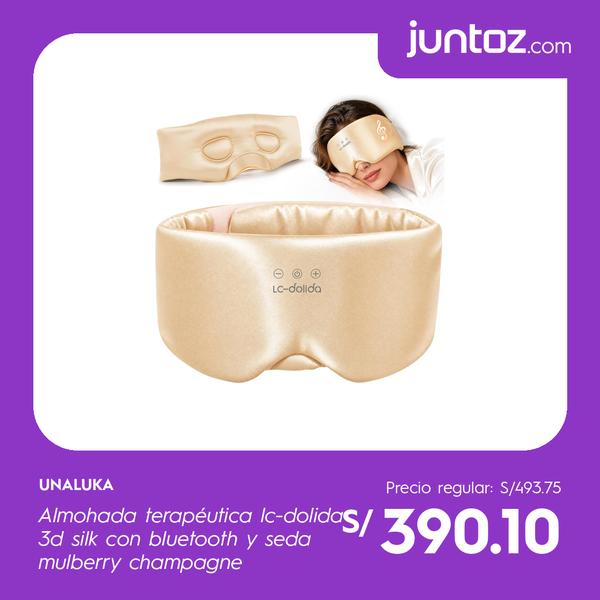 juntoz.com
LC-dolida
UNALUKA
Almohada terapéutica lc-dolida
3d silk con bluetooth y seda
mulberry champagne
Precio regular: S/493.75
S/ 390.10